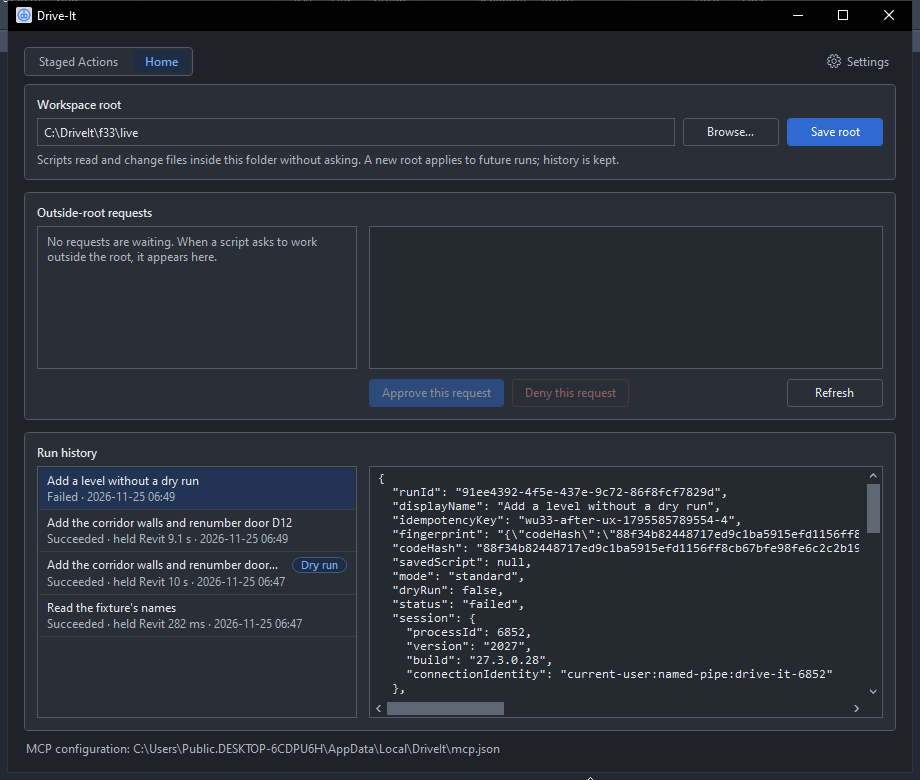 Drive-It
Staged Actions
Home
Settings
Workspace root
C:\DriveIt\f33\live
Browse...
Save root
Scripts read and change files inside this folder without asking. A new root applies to future runs; history is kept.
Outside-root requests
No requests are waiting. When a script asks to work
outside the root, it appears here.
Approve this request
Deny this request
Refresh
Run history
Add a level without a dry run
Failed · 2026-11-25 06:49
Add the corridor walls and renumber door D12
Succeeded · held Revit 9.1 s · 2026-11-25 06:49
Add the corridor walls and renumber door...
Dry run
Succeeded · held Revit 10 s · 2026-11-25 06:47
Read the fixture's names
Succeeded · held Revit 282 ms · 2026-11-25 06:47
{
"runId": "91ee4392-4f5e-437e-9c72-86f8fcf7829d",
"displayName": "Add a level without a dry run",
"idempotencyKey": "wu33-after-ux-1795585789554-4",
"fingerprint": "{\"codeHash\":\"88f34b82448717ed9c1ba5915efd1156ff8
"codeHash": "88f34b82448717ed9c1ba5915efd1156ff8cb67bfe98fe6c2c2b19
"savedScript": null,
"mode": "standard",
"dryRun": false,
"status": "failed",
"session": {
"processId": 6852,
"version": "2027",
"build": "27.3.0.28",
"connectionIdentity": "current-user:named-pipe:drive-it-6852"
},
MCP configuration: C:\Users\Public.DESKTOP-6CDPU6H\AppData\Local\DriveIt\mcp.json